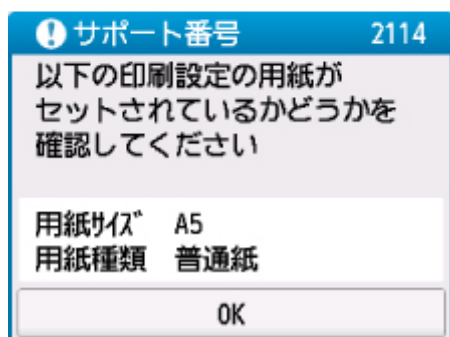 サポート番号 2114
以下の印刷設定の用紙が
セットされているかどうかを
確認してください
用紙ｻｲｽﾞ A5
用紙種類 普通紙
OK